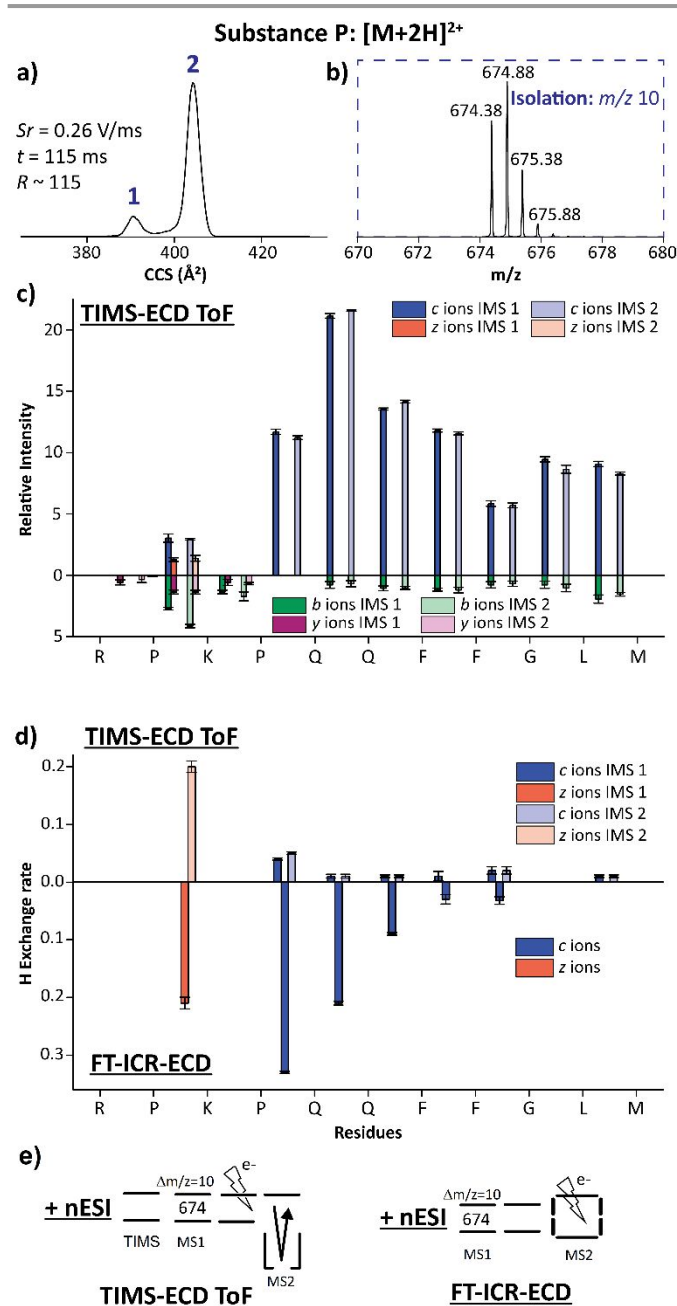 Substance P: [M+2H]²⁺
a)
1
2
Sr = 0.26 V/ms
t = 115 ms
R ~ 115
380 400 420
CCS (Å²)
b)
674.88
Isolation: m/z 10
674.38
675.38
675.88
670 672 674 676 678 680
m/z
c)
TIMS-ECD ToF
c ions IMS 1 c ions IMS 2
z ions IMS 1 z ions IMS 2
20
15
10
5
0
5
Relative Intensity
b ions IMS 1 b ions IMS 2
y ions IMS 1 y ions IMS 2
R P K P Q Q F F G L M
d)
TIMS-ECD ToF
0.2
0.1
0.0
0.1
0.2
0.3
H Exchange rate
c ions IMS 1
z ions IMS 1
c ions IMS 2
z ions IMS 2
c ions
z ions
FT-ICR-ECD
R P K P Q Q F F G L M
Residues
e)
+ nESI
Δm/z=10
674
e-
TIMS
MS1
MS2
TIMS-ECD ToF
+ nESI
Δm/z=10
674
e-
MS1
MS2
FT-ICR-ECD